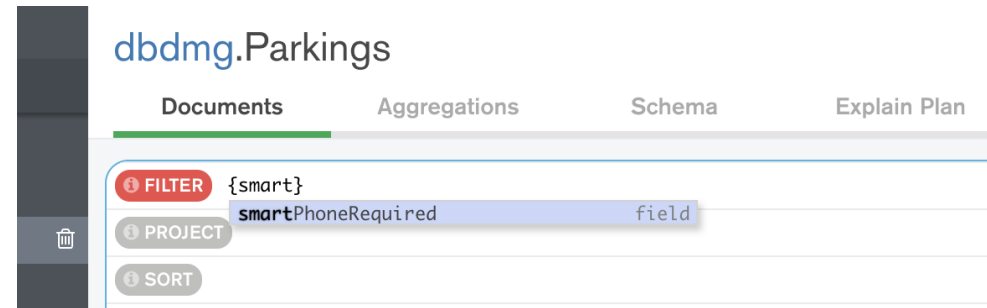 dbdmg.Parkings
Documents Aggregations Schema Explain Plan
FILTER {smart}
smartPhoneRequired field
PROJECT
SORT